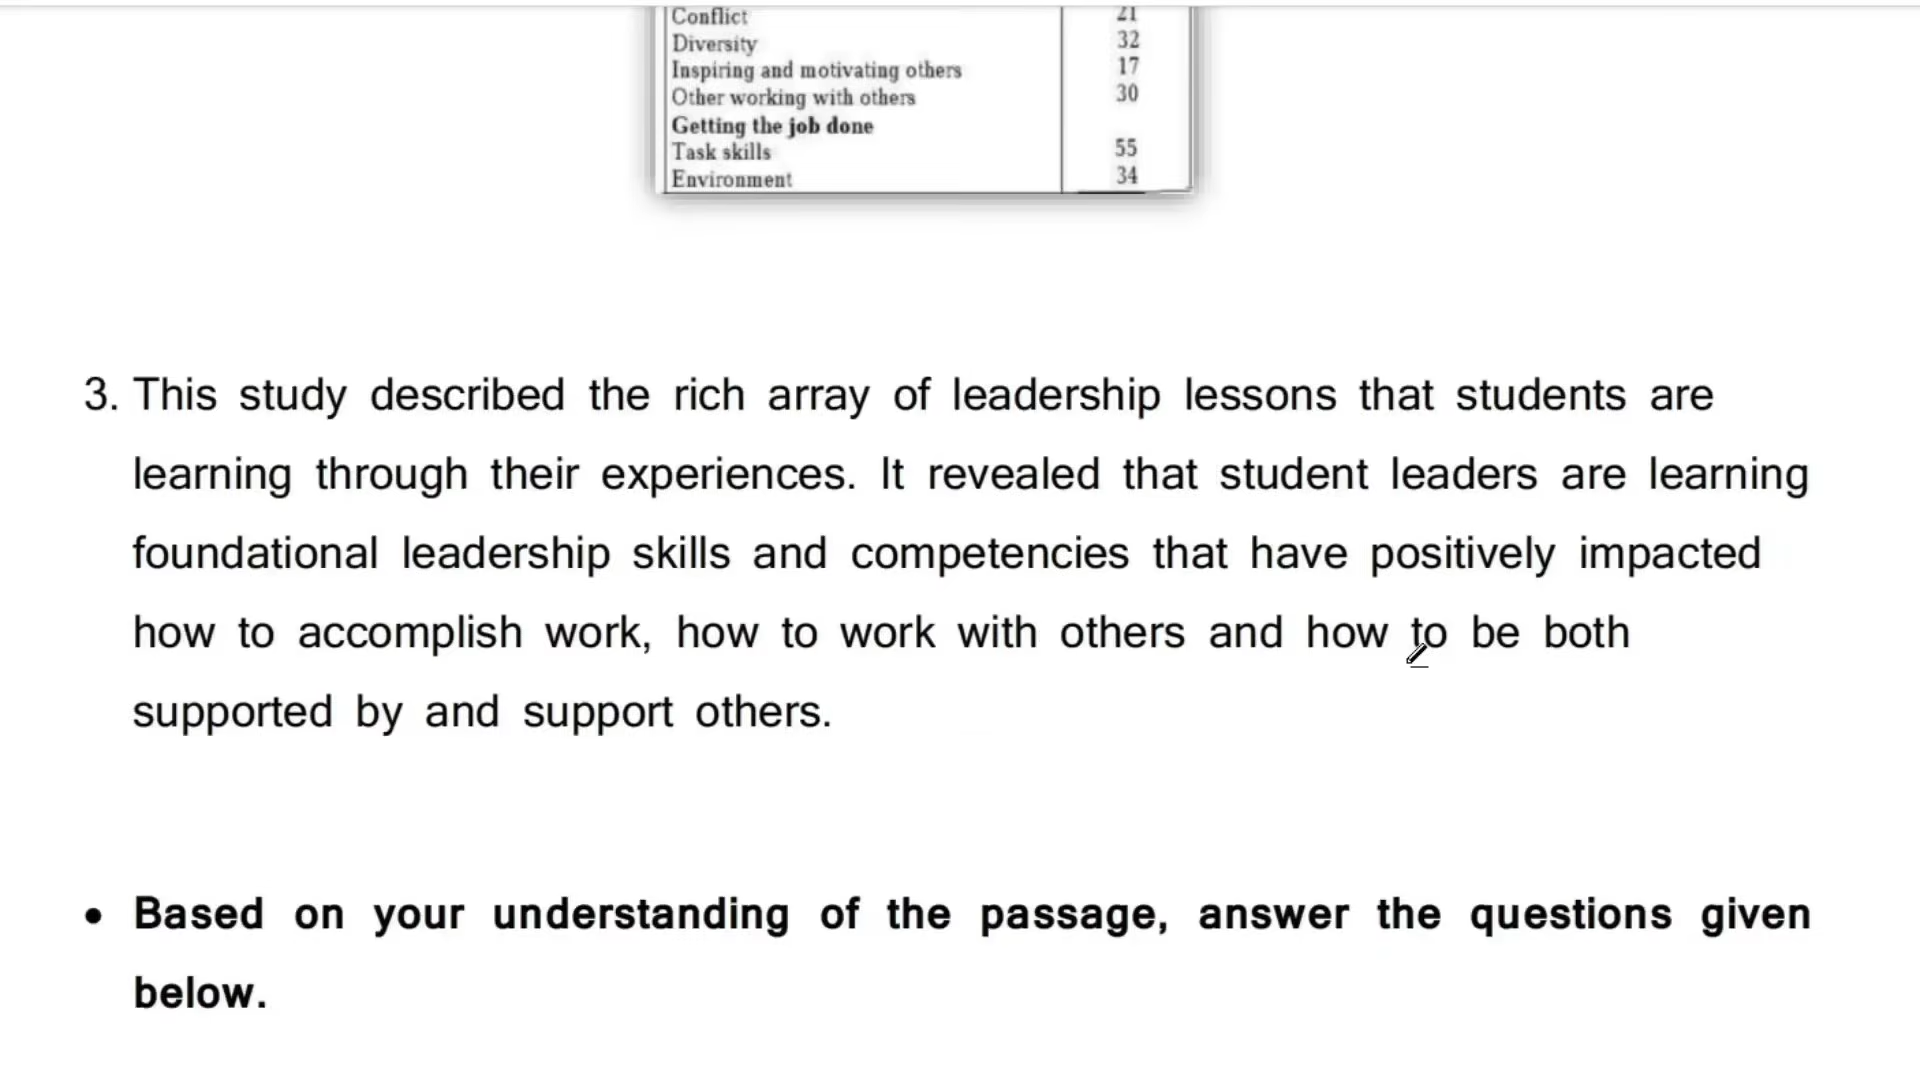 Conflict 21
Diversity 32
Inspiring and motivating others 17
Other working with others 30
Getting the job done
Task skills 55
Environment 34
3. This study described the rich array of leadership lessons that students are
learning through their experiences. It revealed that student leaders are learning
foundational leadership skills and competencies that have positively impacted
how to accomplish work, how to work with others and how to be both
supported by and support others.
• Based on your understanding of the passage, answer the questions given
below.